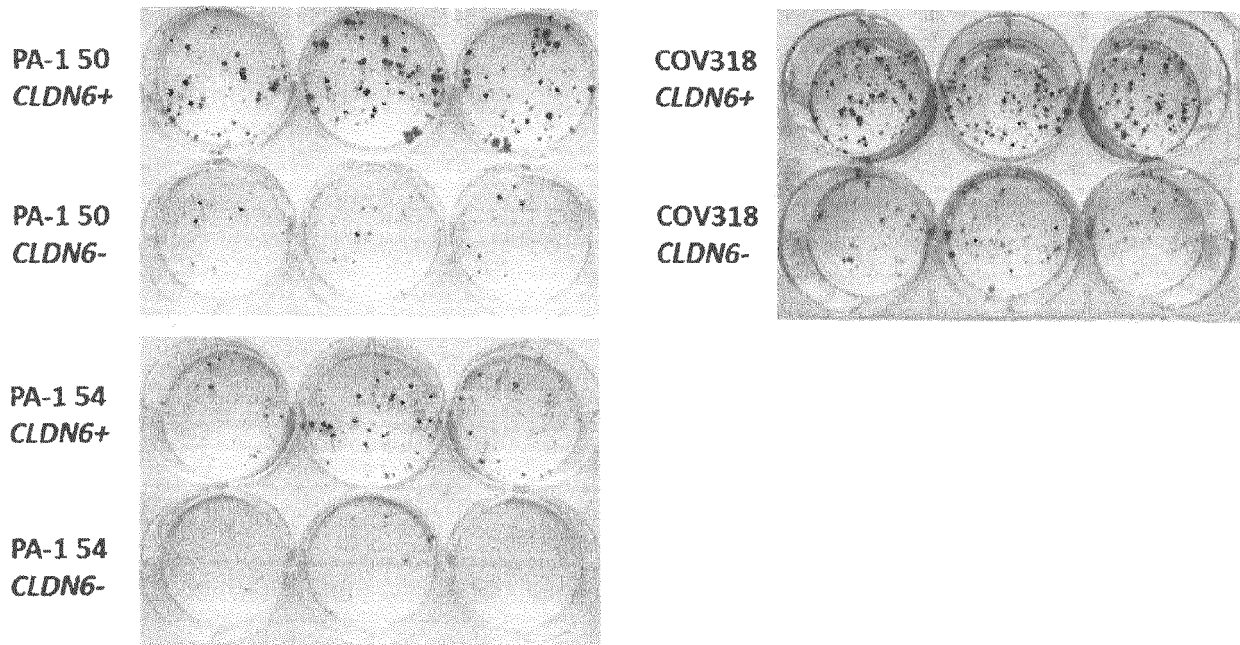 PA-1 50
CLDN6+
PA-1 50
CLDN6-
PA-1 54
CLDN6+
PA-1 54
CLDN6-
COV318
CLDN6+
COV318
CLDN6-